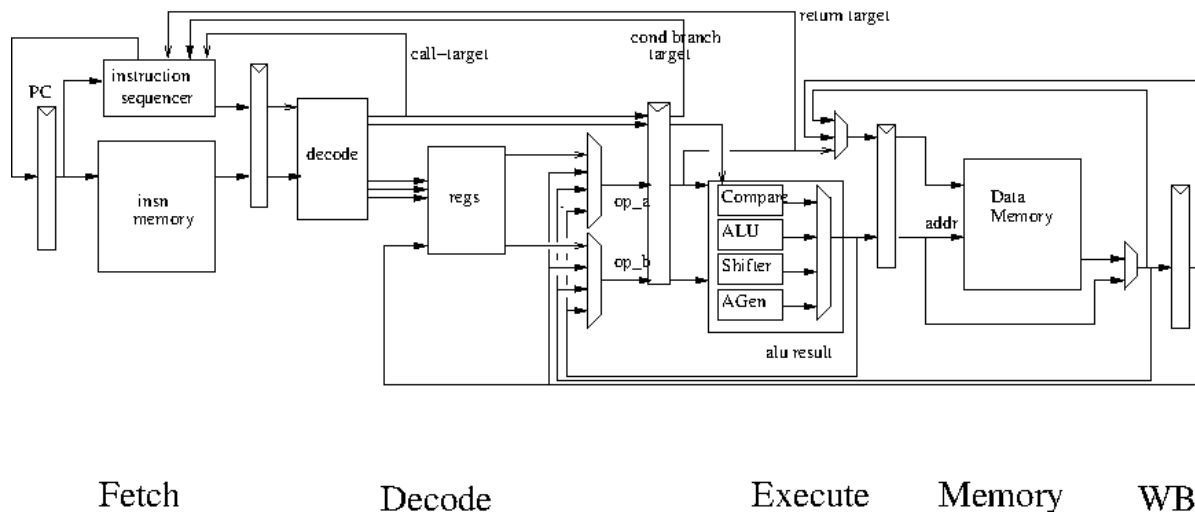 return target
cond branch
target
call-target
instruction
sequencer
PC
decode
insn
memory
regs
op_a
op_b
Compare
ALU
Shifter
AGen
alu result
addr
Data
Memory
Fetch
Decode
Execute
Memory
WB